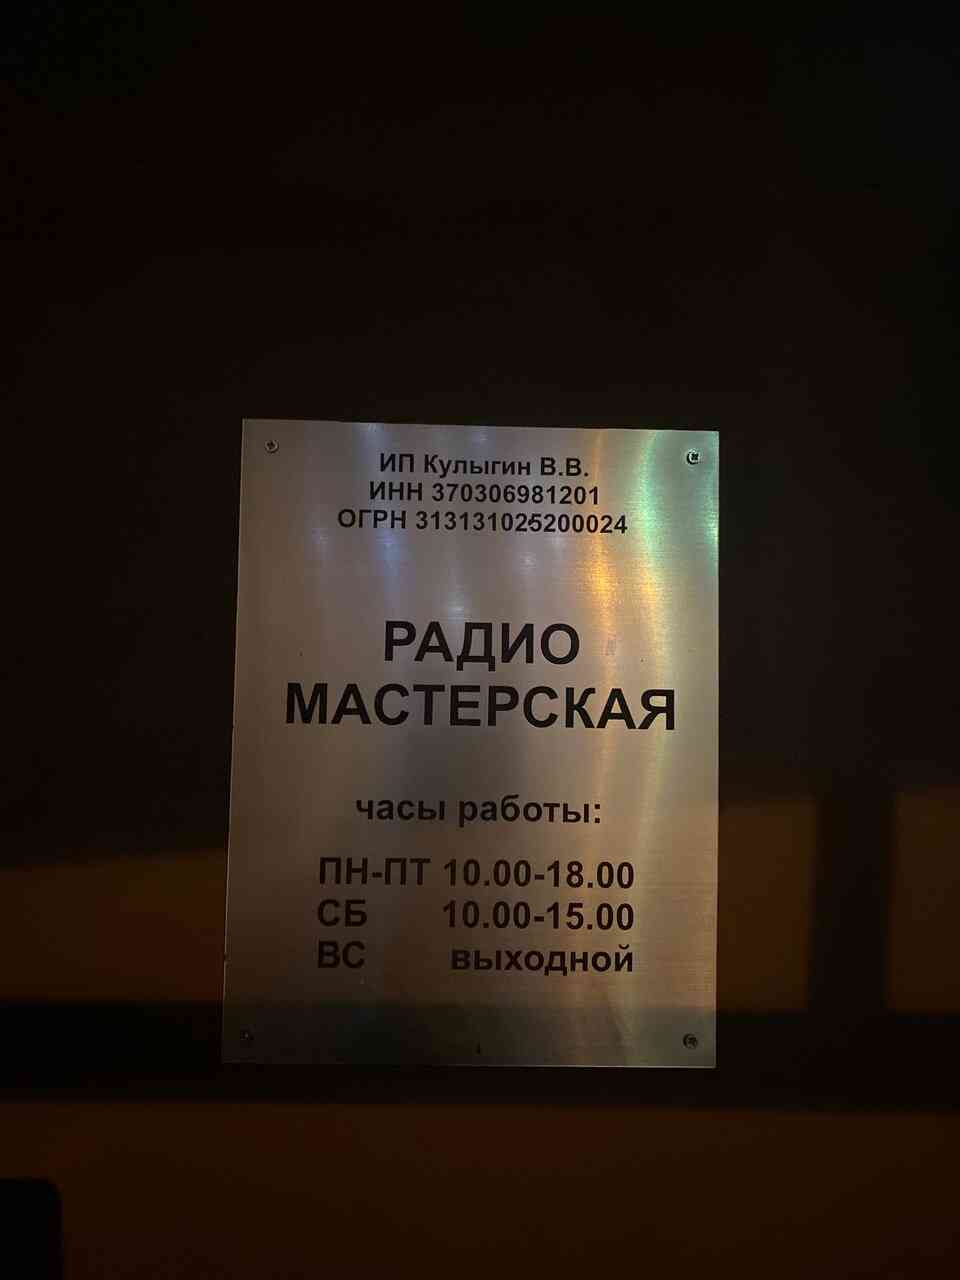 ИП Кулыгин В.В.
ИНН 370306981201
ОГРН 313131025200024
РАДИО
МАСТЕРСКАЯ
часы работы:
ПН-ПТ 10.00-18.00
СБ 10.00-15.00
ВС выходной